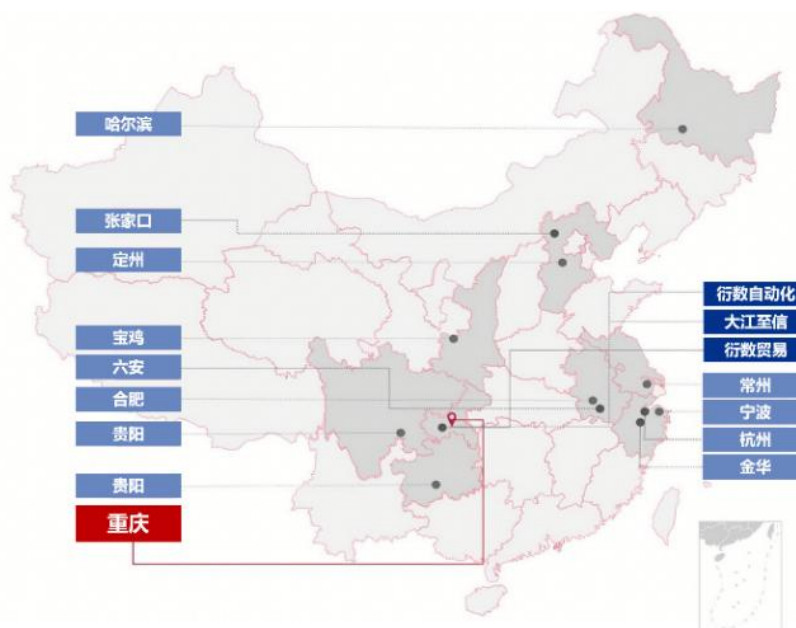 哈尔滨
张家口
定州
宝鸡
六安
合肥
贵阳
贵阳
重庆
衍数自动化
大江至信
衍数贸易
常州
宁波
杭州
金华